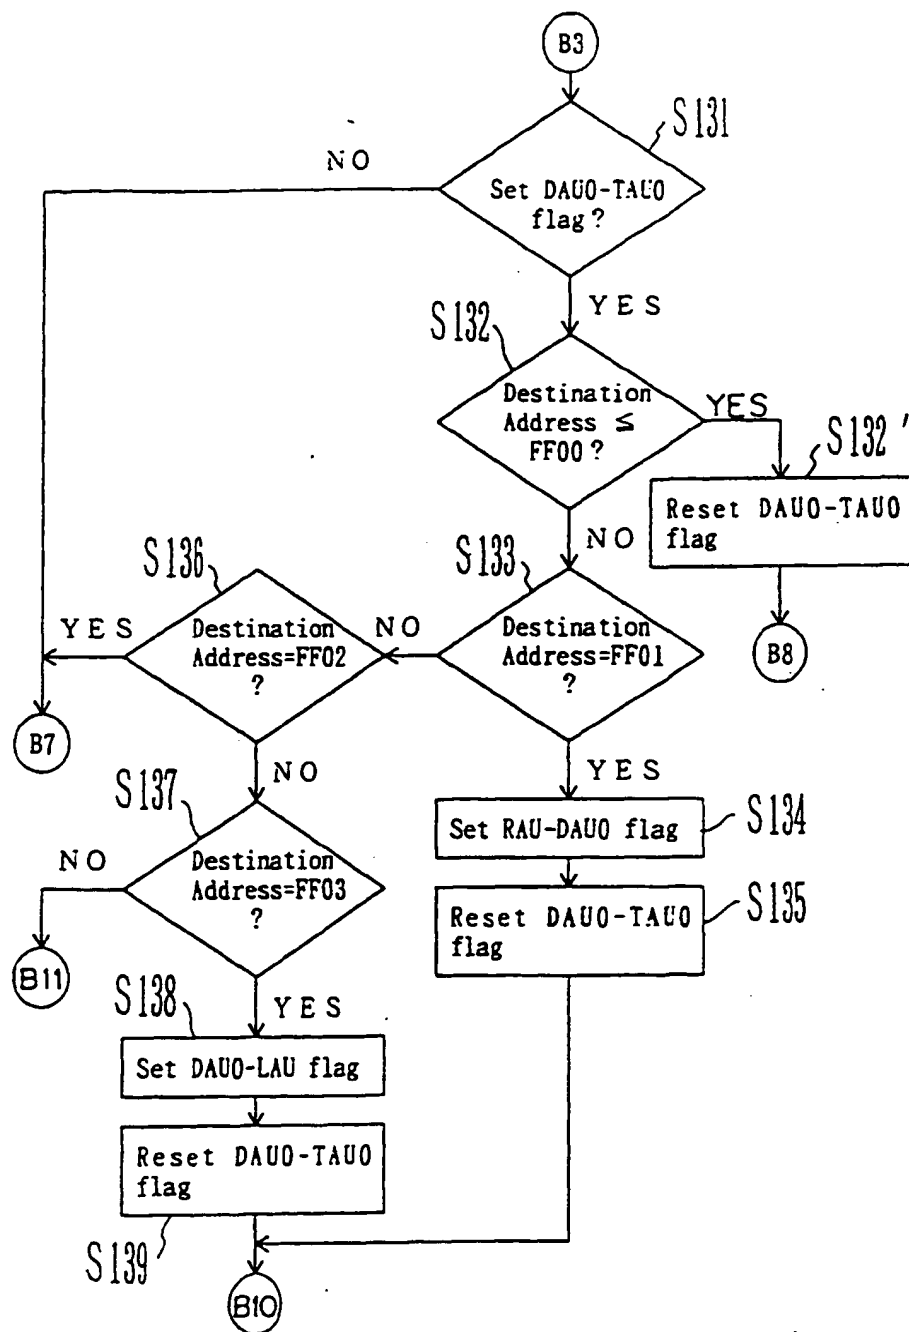 B3
S131
NO
Set DAU0-TAU0
flag?
YES
S132
Destination
Address ≤
FF00?
YES
S132'
Reset DAU0-TAU0
flag
NO
B8
S133
Destination
Address=FF01
?
NO
S136
Destination
Address=FF02
?
YES
B7
YES
NO
S134
Set RAU-DAU0 flag
S137
Destination
Address=FF03
?
NO
B11
S135
Reset DAU0-TAU0
flag
YES
S138
Set DAU0-LAU flag
Reset DAU0-TAU0
flag
S139
B10